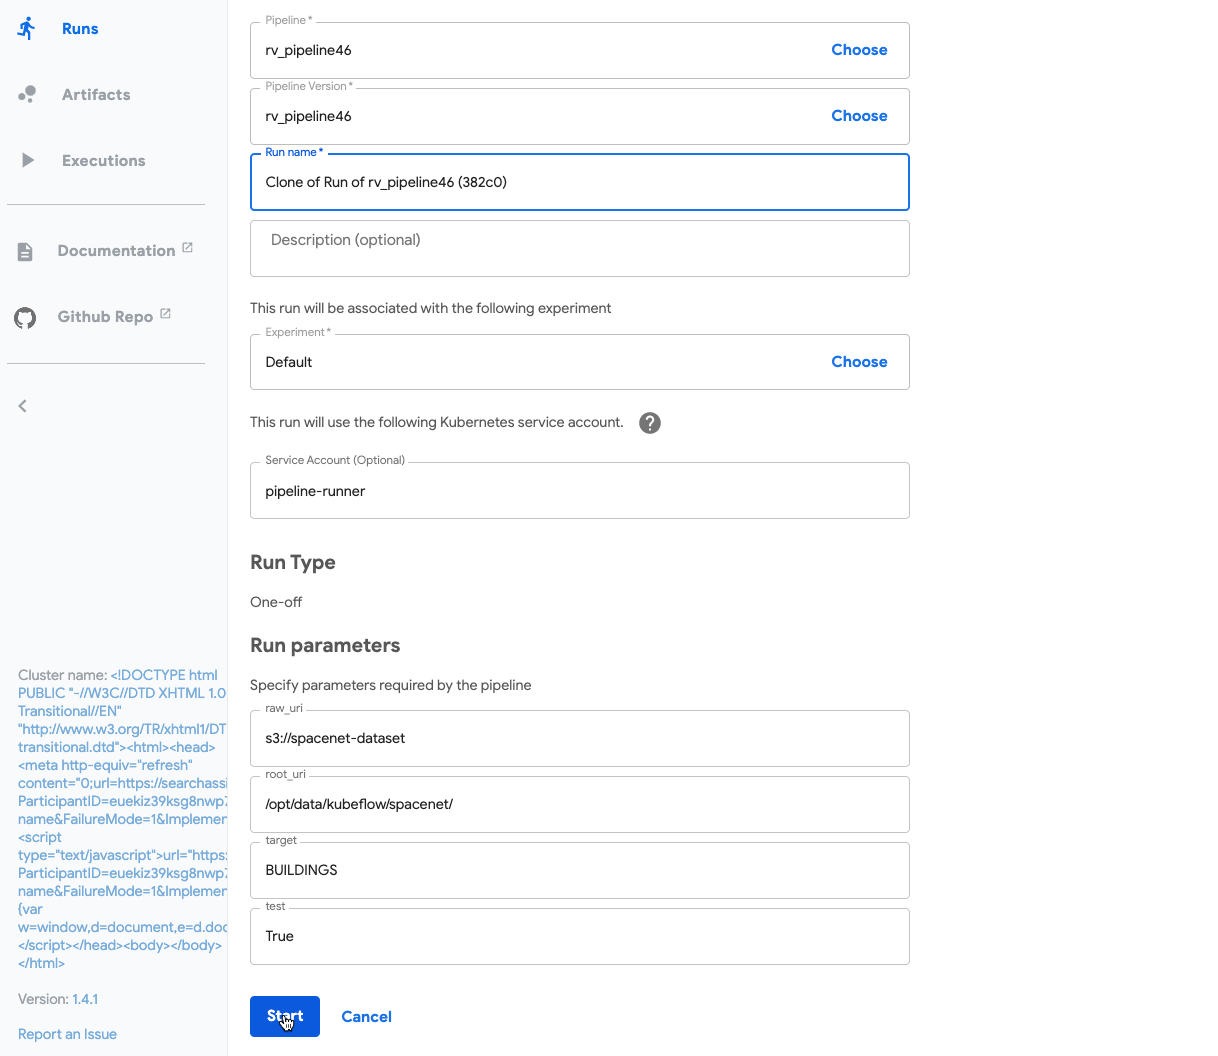 Runs
Artifacts
Executions
Documentation
Github Repo
Cluster name: <!DOCTYPE html
PUBLIC "-//W3C//DTD XHTML 1.0
Transitional//EN"
"http://www.w3.org/TR/xhtml1/DT
transitional.dtd"><html><head>
<meta http-equiv="refresh"
content="0;url=https://searchassi
ParticipantID=euekiz39ksg8nwp7
name&FailureMode=1&Implemen
<script
type="text/javascript">url="https:
ParticipantID=euekiz39ksg8nwp7
name&FailureMode=1&Implemen
{var
w=window,d=document,e=d.doc
</script></head><body></body>
</html>
Version: 1.4.1
Report an Issue
Pipeline*
rv_pipeline46
Choose
Pipeline Version*
rv_pipeline46
Choose
Run name*
Clone of Run of rv_pipeline46 (382c0)
Description (optional)
This run will be associated with the following experiment
Experiment*
Default
Choose
This run will use the following Kubernetes service account.
?
Service Account (Optional)
pipeline-runner
Run Type
One-off
Run parameters
Specify parameters required by the pipeline
raw_uri
s3://spacenet-dataset
root_uri
/opt/data/kubeflow/spacenet/
target
BUILDINGS
test
True
Start
Cancel